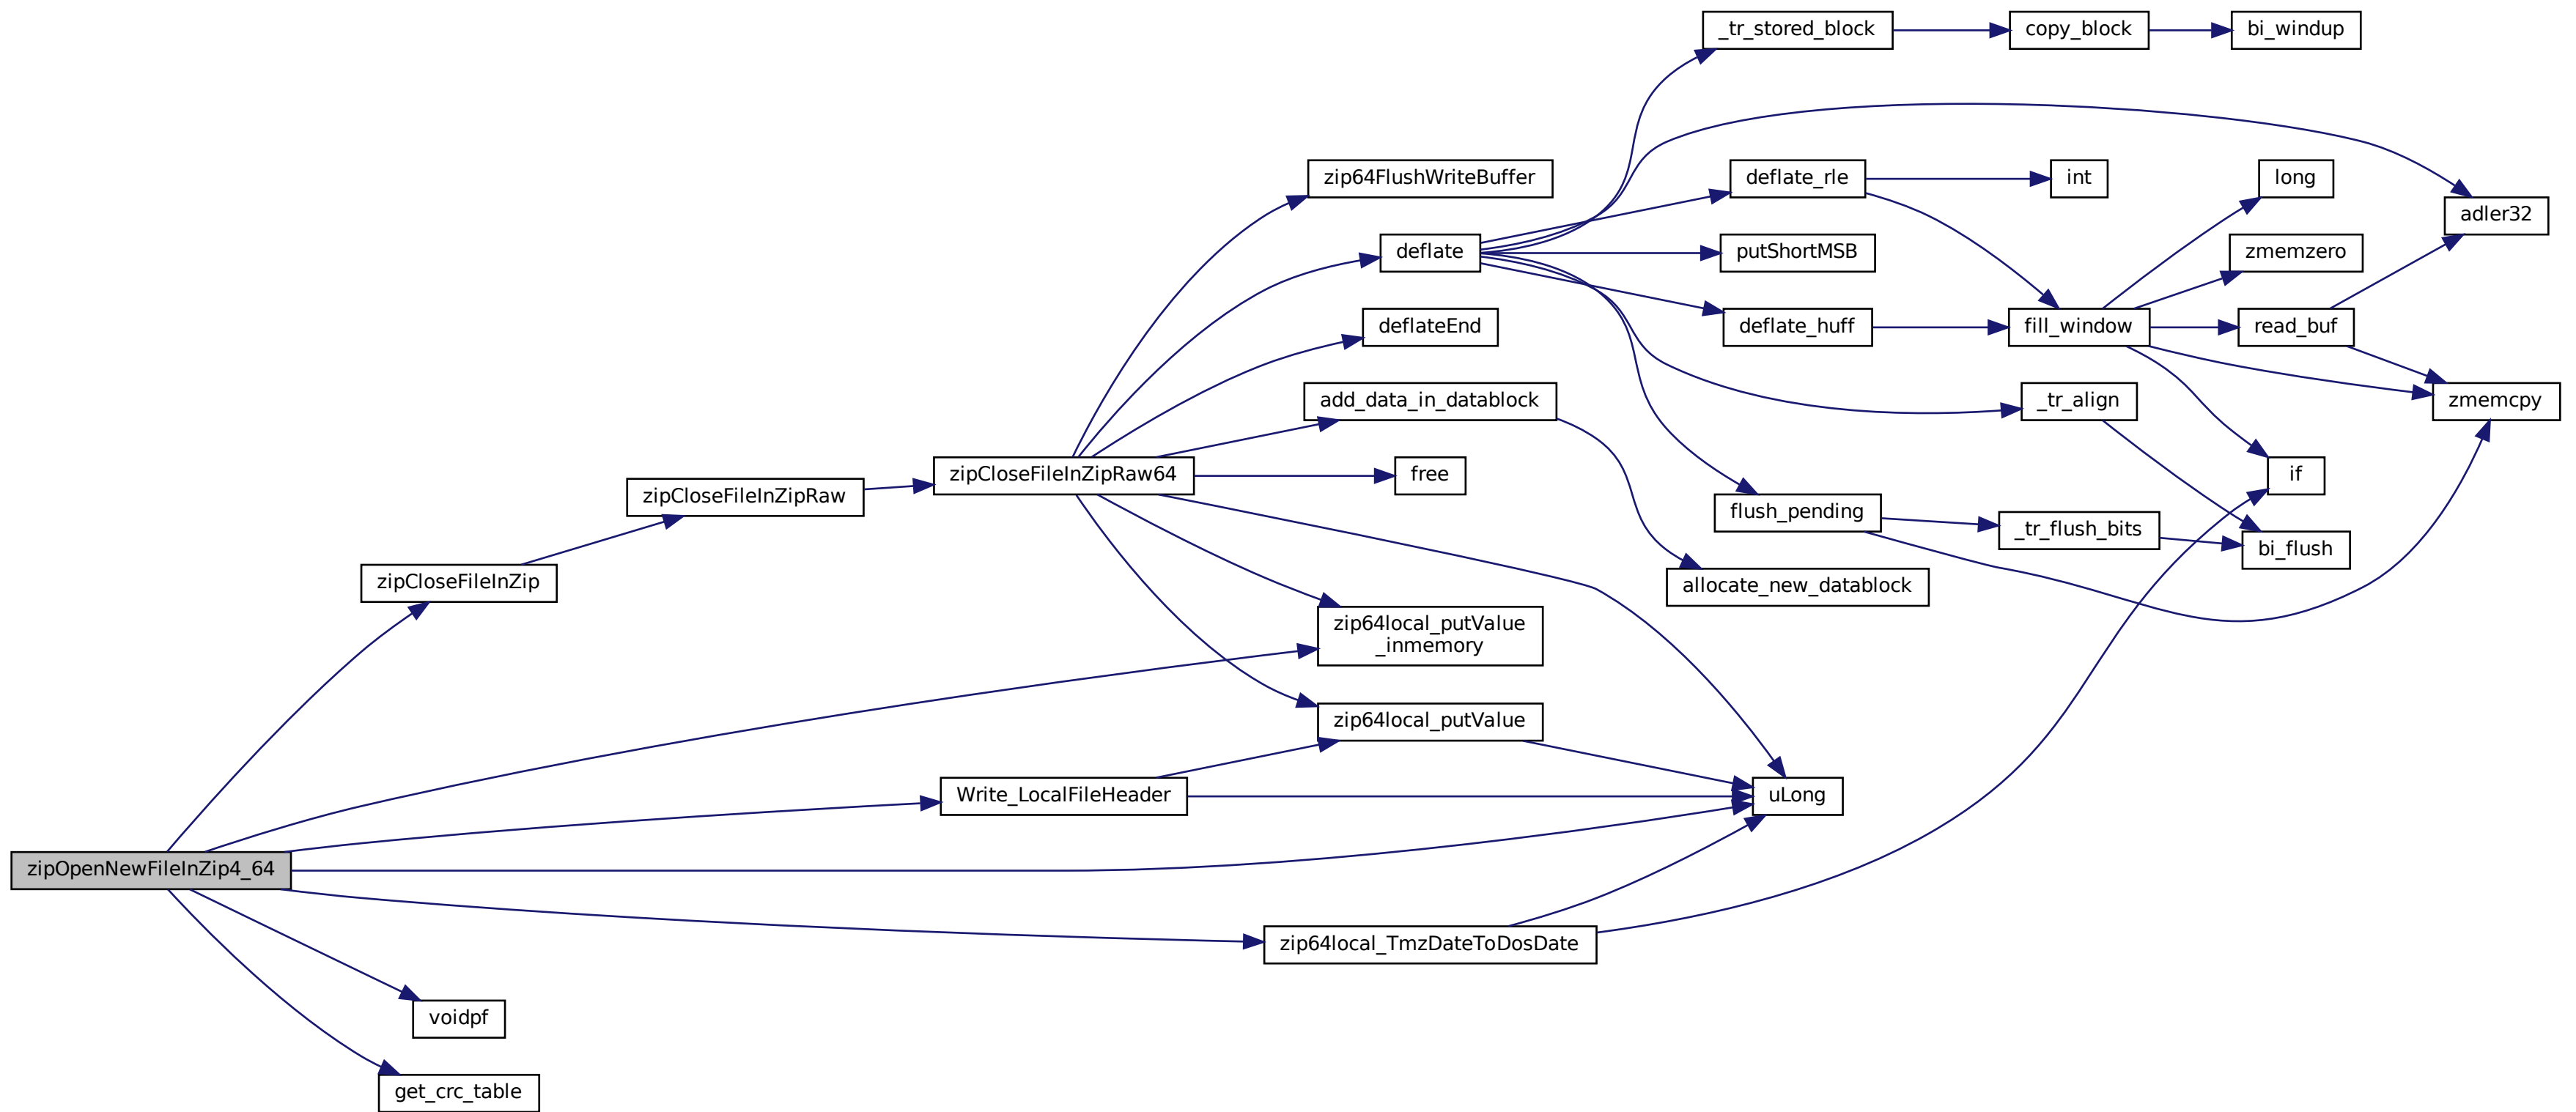 _tr_stored_block
copy_block
bi_windup
zip64FlushWriteBuffer
deflate_rle
int
long
adler32
deflate
putShortMSB
zmemzero
deflateEnd
deflate_huff
fill_window
read_buf
add_data_in_datablock
_tr_align
zmemcpy
zipCloseFileInZipRaw64
free
if
zipCloseFileInZipRaw
flush_pending
_tr_flush_bits
bi_flush
zipCloseFileInZip
allocate_new_datablock
zip64local_putValue
_inmemory
zip64local_putValue
Write_LocalFileHeader
uLong
zipOpenNewFileInZip4_64
zip64local_TmzDateToDosDate
voidpf
get_crc_table